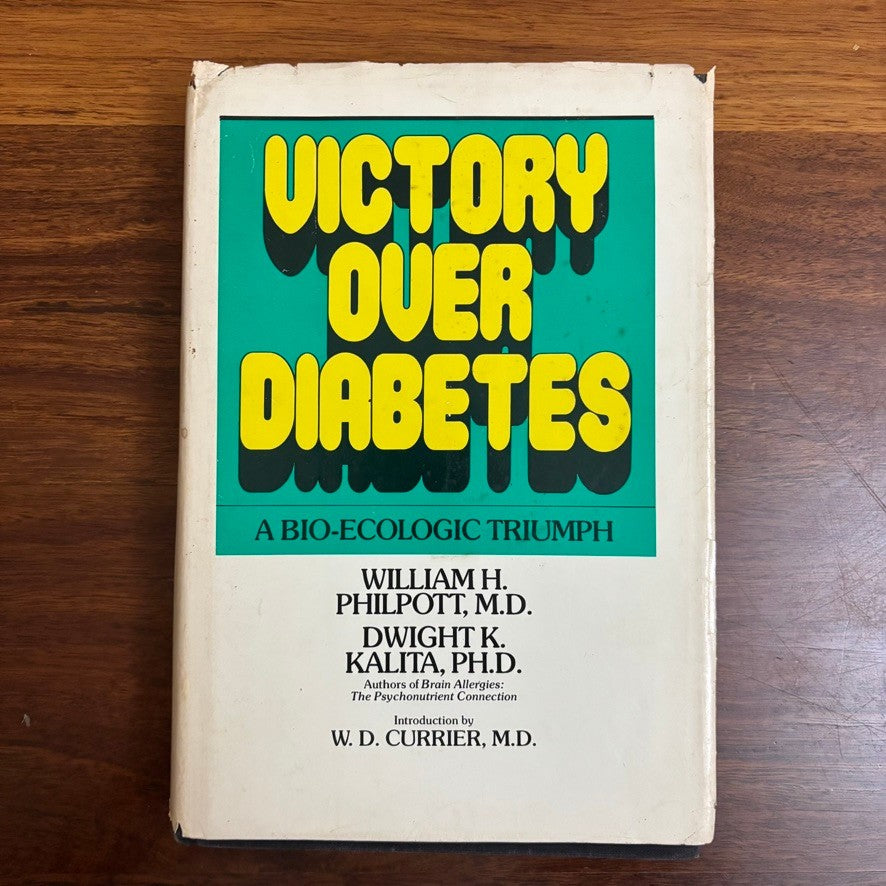 VICTORY
OVER
DIABETES
A BIO-ECOLOGIC TRIUMPH
WILLIAM H.
PHILPOTT, M.D.
DWIGHT K.
KALITA, PH.D.
Authors of Brain Allergies:
The Psychonutrient Connection
Introduction by
W. D. CURRIER, M.D.